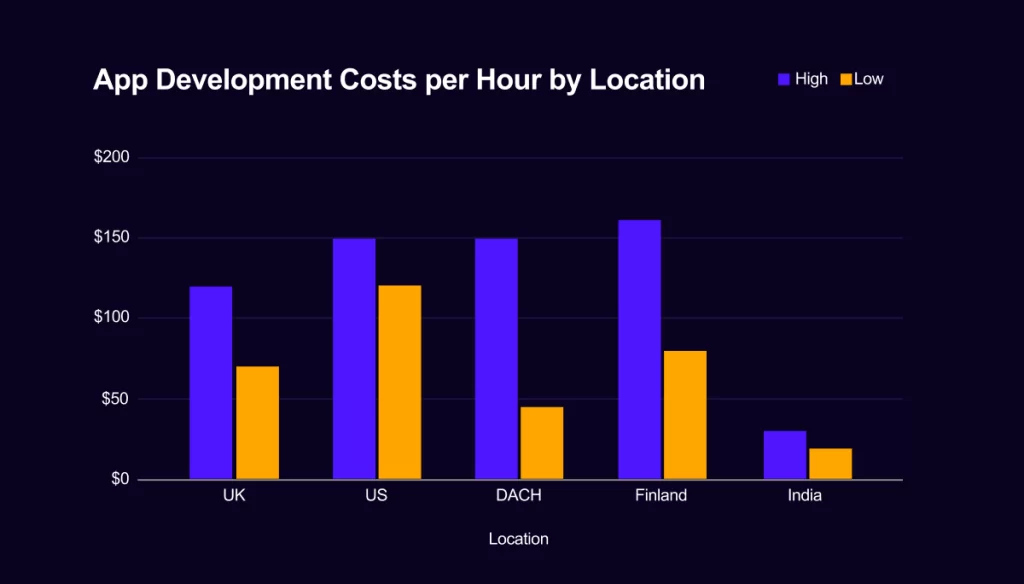 App Development Costs per Hour by Location
High Low
$200
$150
$100
$50
$0
UK US DACH Finland India
Location